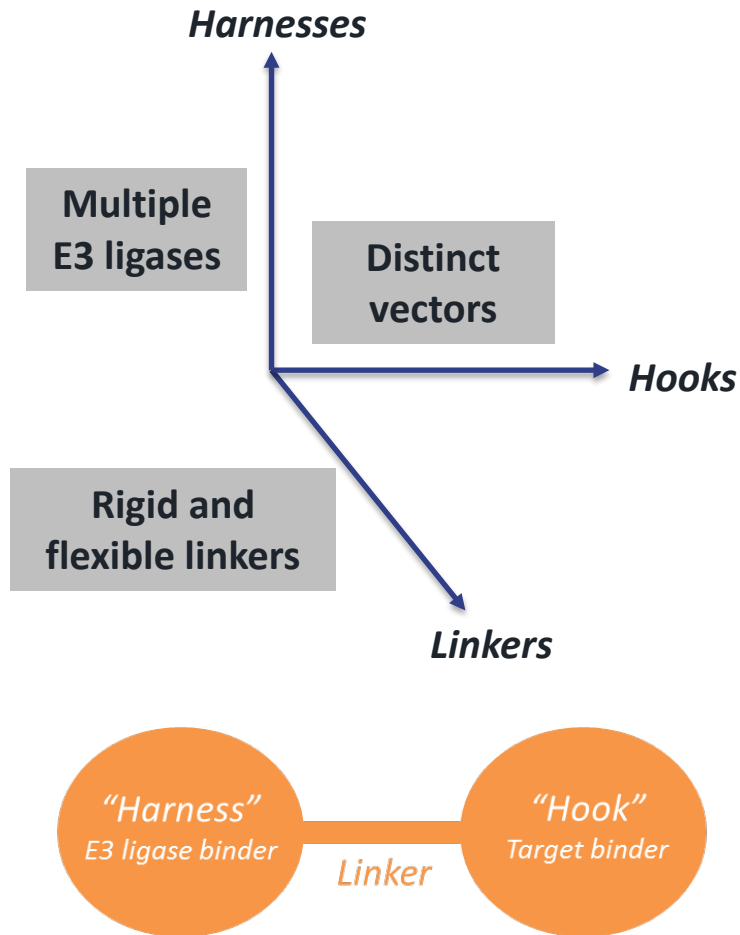 Harnesses
Multiple
E3 ligases
Distinct
vectors
Hooks
Rigid and
flexible linkers
Linkers
“Harness”
E3 ligase binder
Linker
“Hook”
Target binder